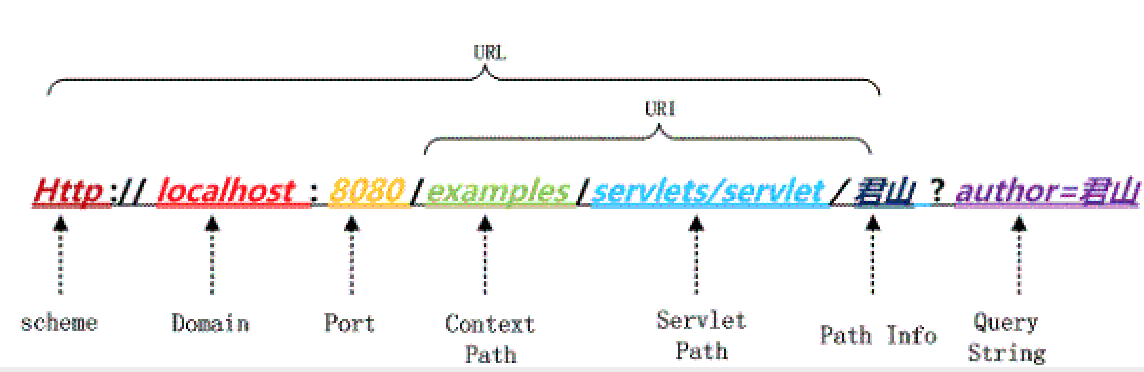 URL
URI
Http:// localhost : 8080 /examples /servlets/servlet / 君山 ? author=君山
scheme
Domain
Port
Context
Path
Servlet
Path
Path Info
Query
String